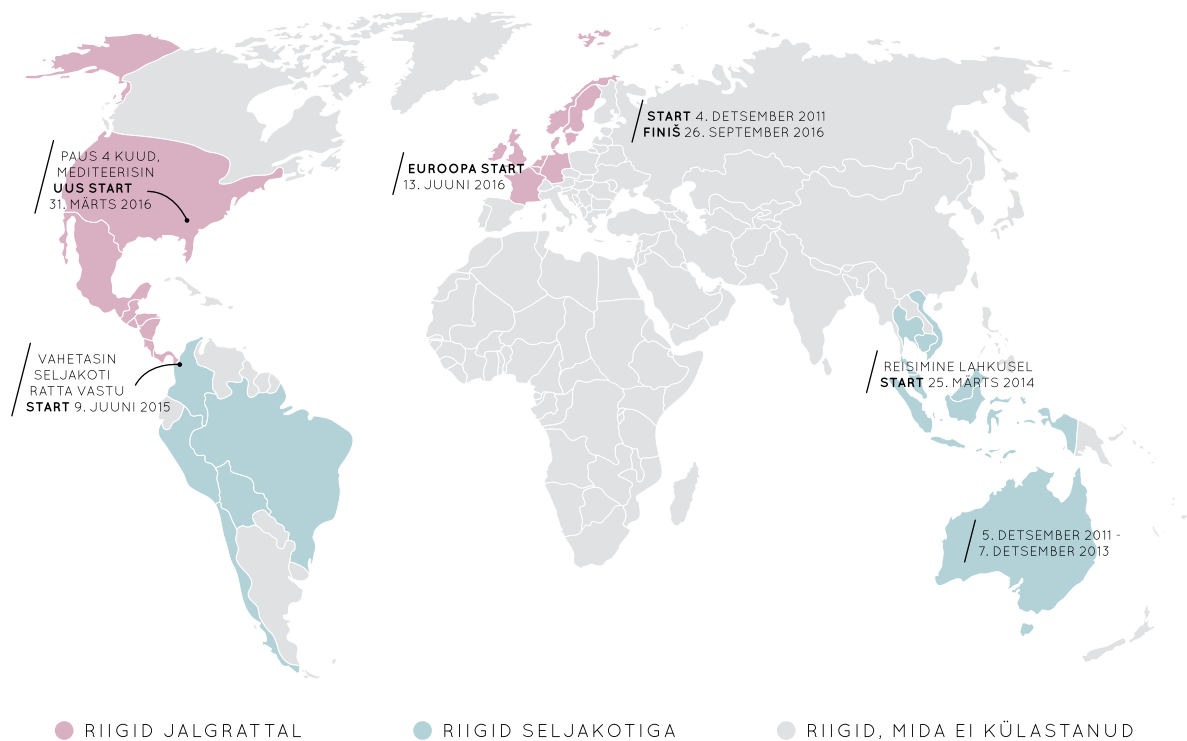 START 4. DETSEMBER 2011
FINIŠ 26. SEPTEMBER 2016
PAUS 4 KUUD,
MEDITEERISIN
UUS START
31. MÄRTS 2016
EUROOPA START
13. JUUNI 2016
VAHETASIN
SELJAKOTI
RATTA VASTU
START 9. JUUNI 2015
REISIMINE LAHKUSEL
START 25. MÄRTS 2014
5. DETSEMBER 2011 -
7. DETSEMBER 2013
RIIGID JALGRATTAL
RIIGID SELJAKOTIGA
RIIGID, MIDA EI KÜLASTANUD